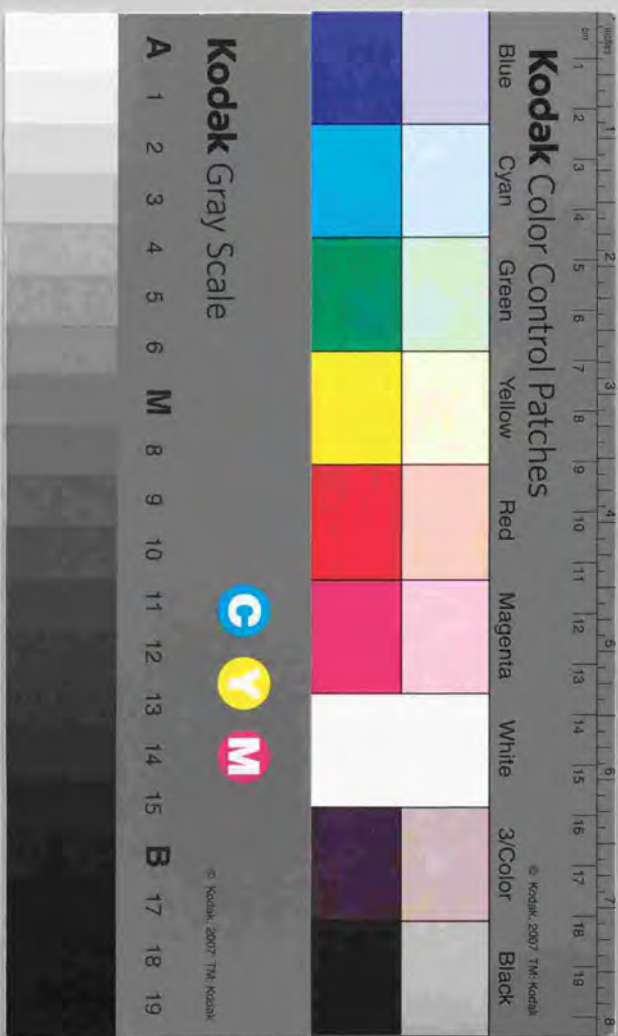 inches 1 2 3 4 5 6 7 8
cm 1 2 3 4 5 6 7 8 9 10 11 12 13 14 15 16 17 18 19
Kodak Color Control Patches
© Kodak, 2007 TM: Kodak
Blue Cyan Green Yellow Red Magenta White 3/Color Black
Kodak Gray Scale
C Y M
© Kodak, 2007 TM: Kodak
A 1 2 3 4 5 6 M 8 9 10 11 12 13 14 15 B 17 18 19